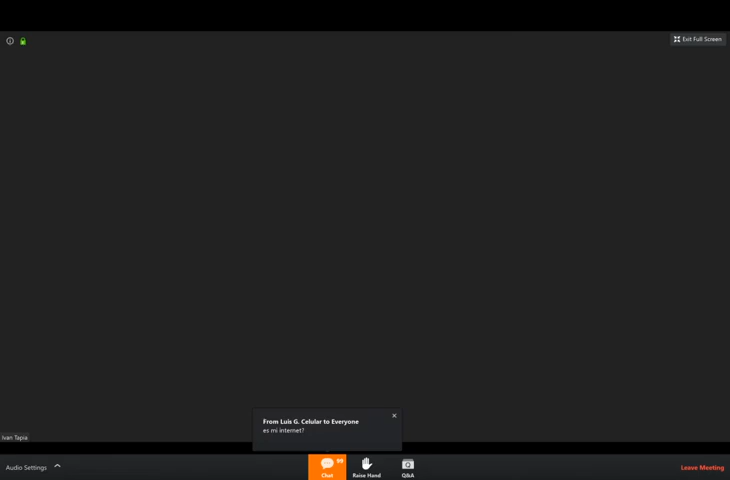 Exit Full Screen
Ivan Tapia
From Luis G. Celular to Everyone
es mi internet?
Audio Settings
Chat
Raise Hand
Q&A
Leave Meeting